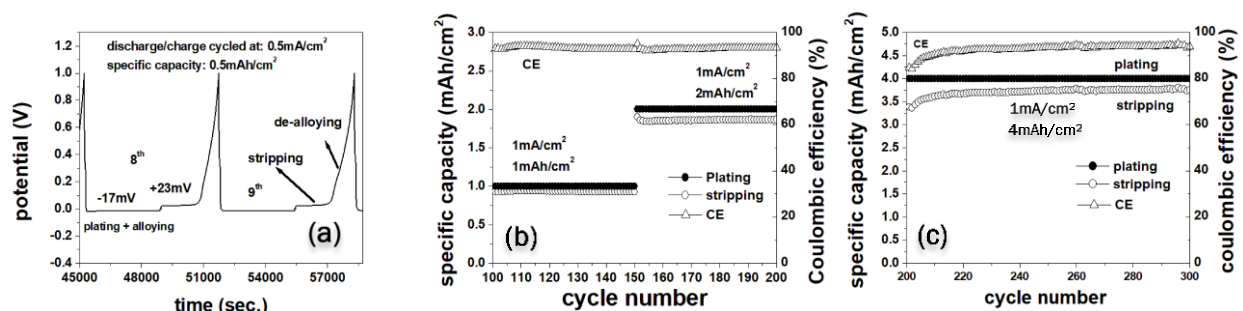 discharge/charge cycled at: 0.5mA/cm²
specific capacity: 0.5mAh/cm²
de-alloying
stripping
8th
9th
+23mV
-17mV
plating + alloying
(a)
potential (V)
1.2
1.0
0.8
0.6
0.4
0.2
0.0
-0.2
-0.4
45000 48000 51000 54000 57000
time (sec.)
specific capacity (mAh/cm²)
3.0
2.5
2.0
1.5
1.0
0.5
0.0
CE
1mA/cm²
2mAh/cm²
1mA/cm²
1mAh/cm²
Plating
stripping
CE
(b)
100 110 120 130 140 150 160 170 180 190 200
cycle number
100
80
60
40
20
0
Coulombic efficiency (%)
specific capacity (mAh/cm²)
5.0
4.5
4.0
3.5
3.0
2.5
2.0
1.5
1.0
0.5
0.0
CE
plating
stripping
1mA/cm²
4mAh/cm²
plating
stripping
CE
(c)
200 220 240 260 280 300
cycle number
100
80
60
40
20
0
coulombic efficiency (%)